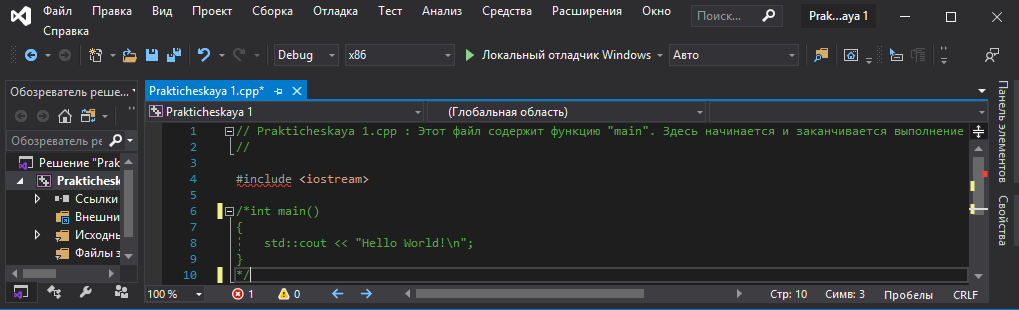 Файл Правка Вид Проект Сборка Отладка Тест Анализ Средства Расширения Окно
Справка
Поиск...
Prak...aya 1
Debug x86 Локальный отладчик Windows Авто
Обозреватель реше...
Обозреватель ре
Решение "Prak
Praktichesk
Ссылки
Внешни
Исходны
Файлы з
Prakticheskaya 1.cpp*
Prakticheskaya 1 (Глобальная область)
1 // Prakticheskaya 1.cpp : Этот файл содержит функцию "main". Здесь начинается и заканчивается выполнение
2 //
3
4 #include <iostream>
5
6 /*int main()
7 {
8 std::cout << "Hello World!\n";
9 }
10 */
100 % 1 0 Стр: 10 Симв: 3 Пробелы CRLF
Панель элементов
Свойства